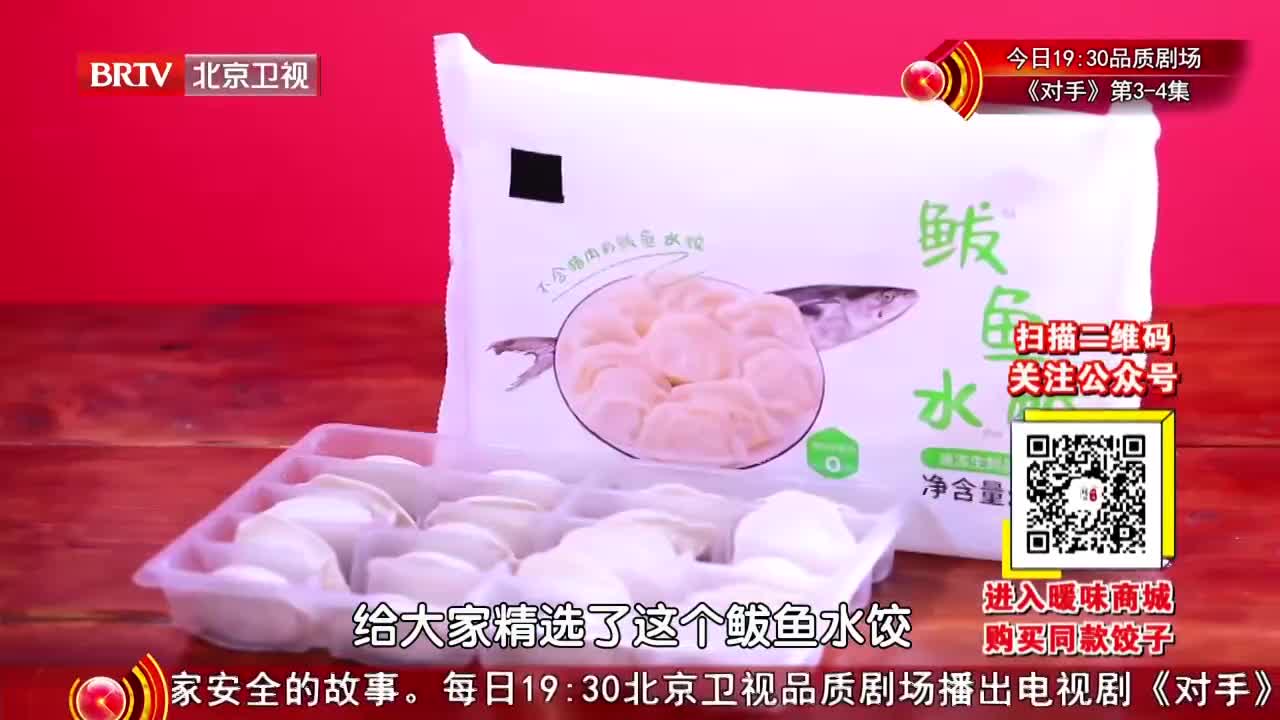 BRTV 北京卫视
今日19:30品质剧场
《对手》第3-4集
不含猪肉的鲅鱼水饺
鲅
鱼
水
净含量
扫描二维码
关注公众号
进入暖味商城
购买同款饺子
给大家精选了这个鲅鱼水饺
家安全的故事。每日19:30北京卫视品质剧场播出电视剧《对手》